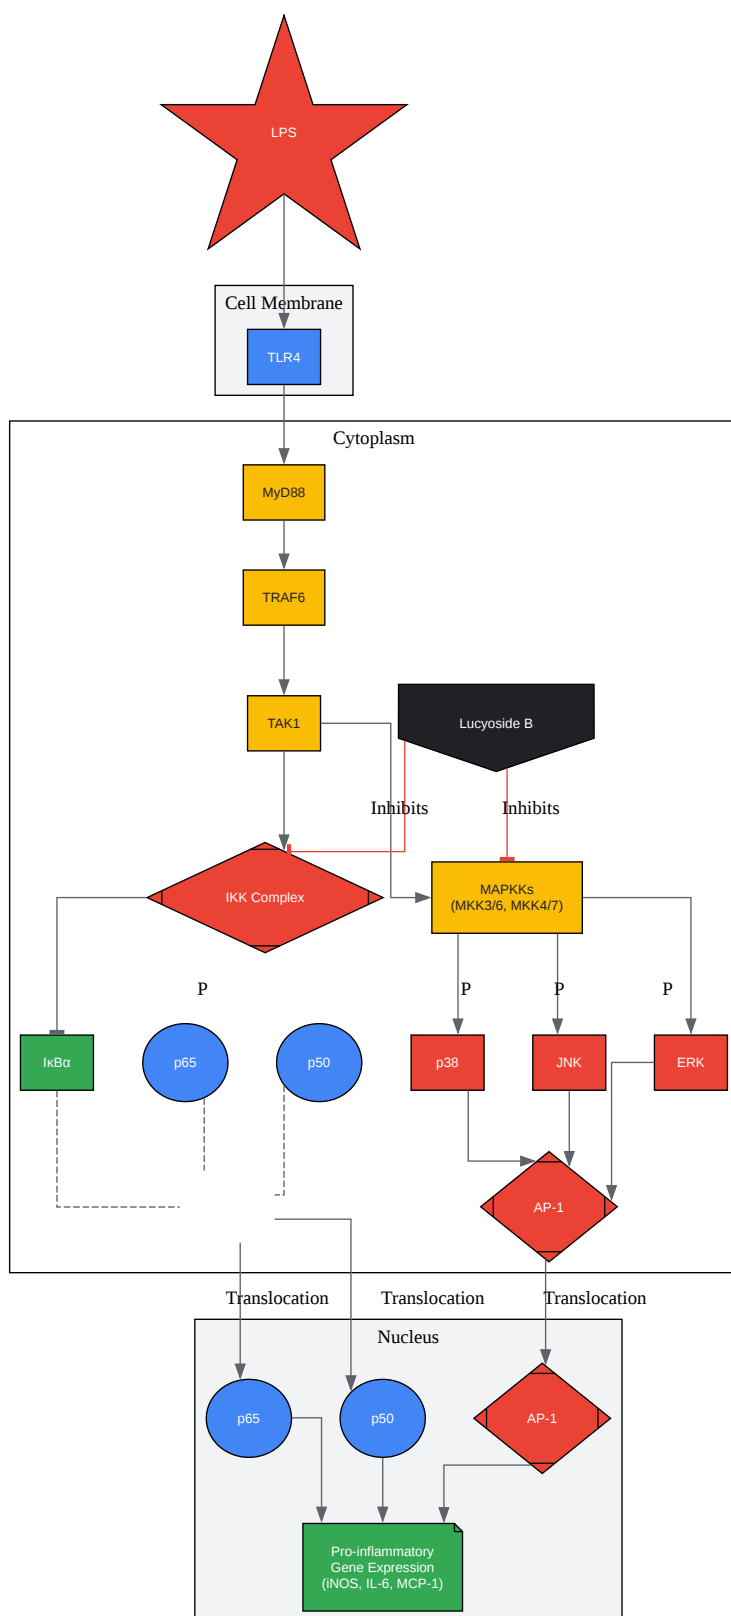 LPS
Cell Membrane
TLR4
Cytoplasm
MyD88
TRAF6
TAK1
Lucyoside B
Inhibits
Inhibits
IKK Complex
MAPKKs
(MKK3/6, MKK4/7)
P
P
P
P
IκBα
p65
p50
p38
JNK
ERK
AP-1
Translocation
Translocation
Translocation
Nucleus
p65
p50
AP-1
Pro-inflammatory
Gene Expression
(iNOS, IL-6, MCP-1)